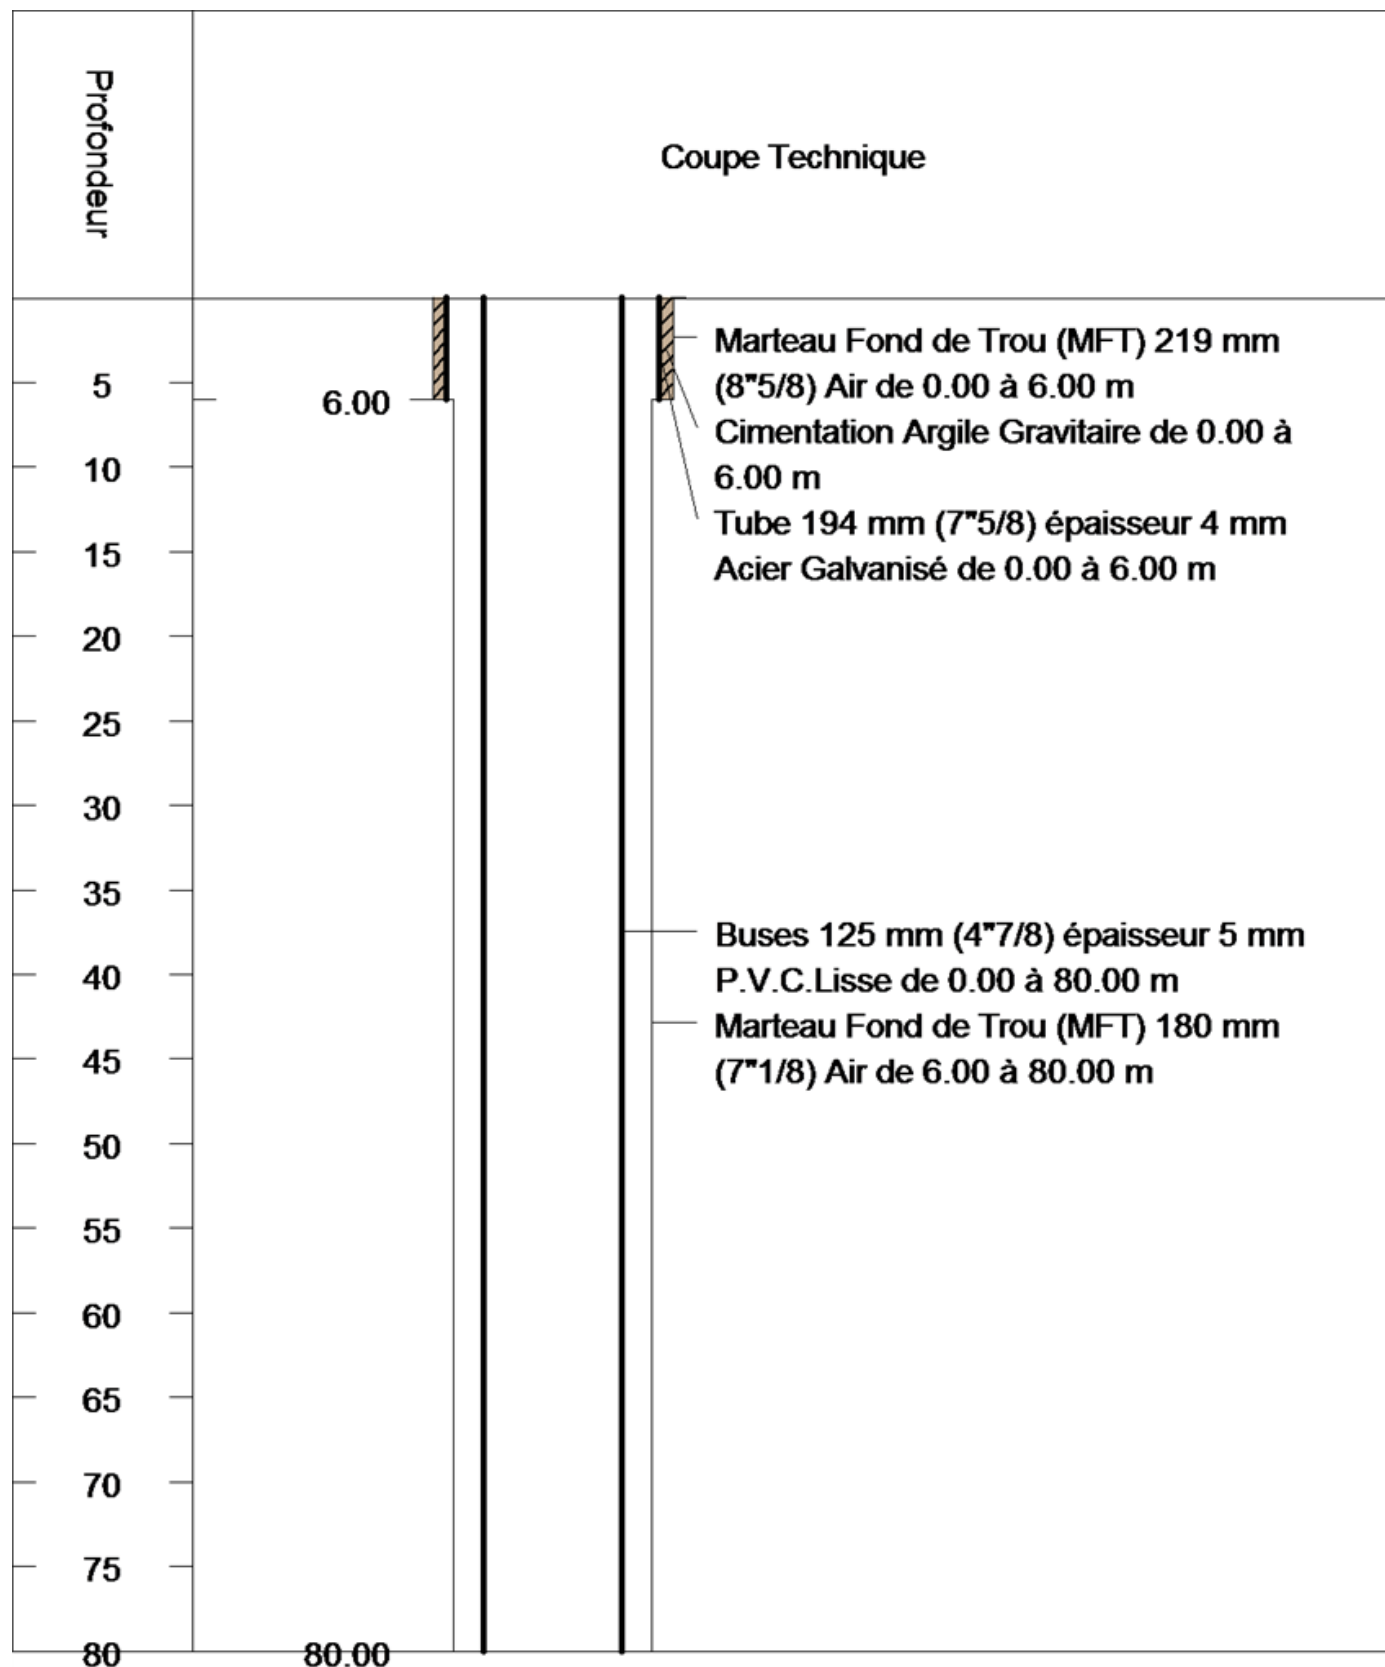 Profondeur
Coupe Technique
Marteau Fond de Trou (MFT) 219 mm
(8"5/8) Air de 0.00 à 6.00 m
5
6.00
Cimentation Argile Gravitaire de 0.00 à
10
6.00 m
Tube 194 mm (7"5/8) épaisseur 4 mm
15
Acier Galvanisé de 0.00 à 6.00 m
20
25
30
35
Buses 125 mm (4"7/8) épaisseur 5 mm
40
P.V.C.Lisse de 0.00 à 80.00 m
Marteau Fond de Trou (MFT) 180 mm
45
(7"1/8) Air de 6.00 à 80.00 m
50
55
60
65
70
75
80
80.00